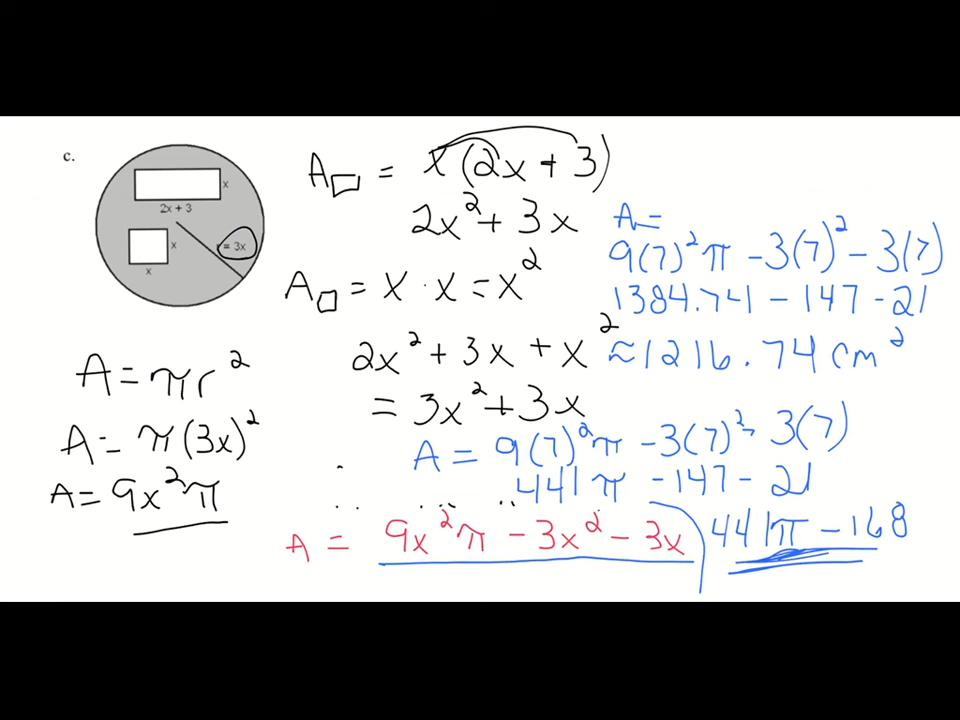 c.
x
2x + 3
x
r = 3x
x
A▭ = x(2x + 3)
2x² + 3x
A□ = x · x = x²
2x² + 3x + x²
= 3x² + 3x
A = πr²
A = π(3x)²
A = 9x²π
A = 9x²π - 3x² - 3x
A =
9(7)²π - 3(7)² - 3(7)
1384.741 - 147 - 21
≈ 1216.74 cm²
A = 9(7)²π - 3(7)² - 3(7)
441π - 147 - 21
441π - 168